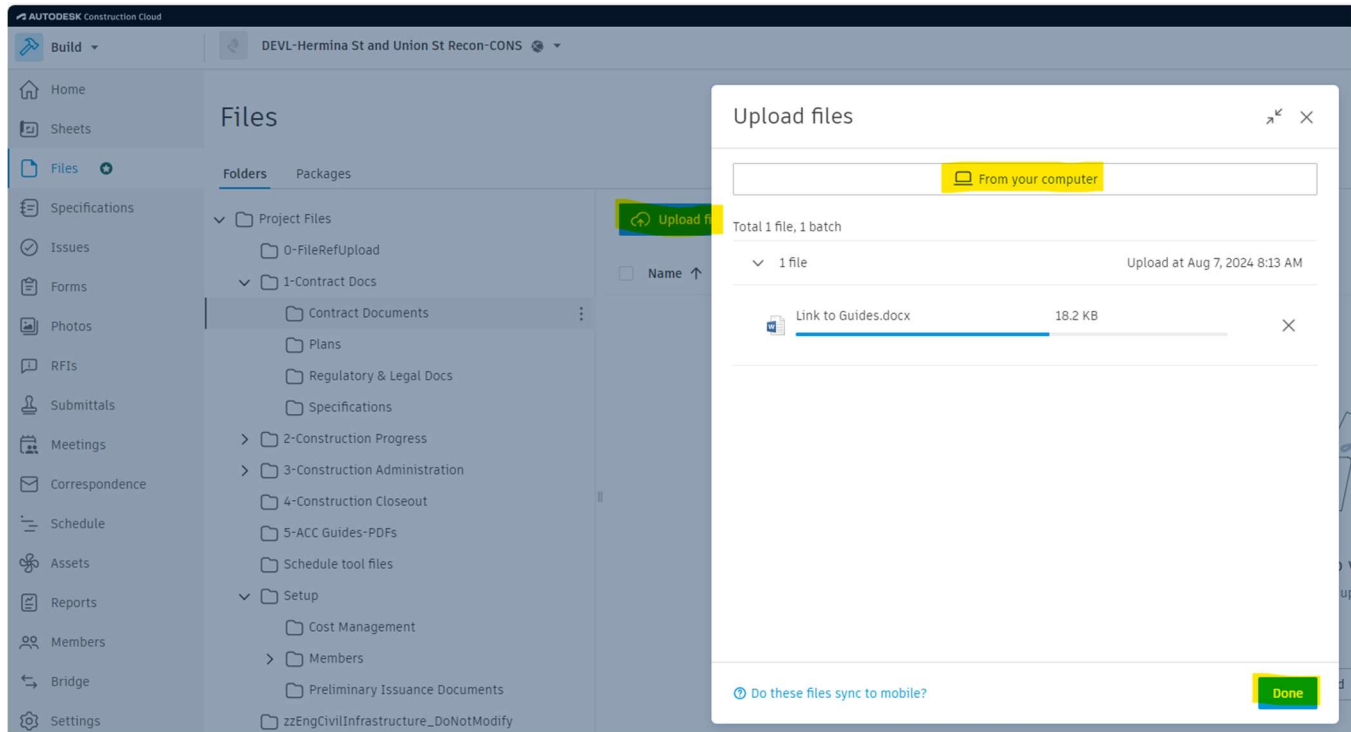 AUTODESK Construction Cloud
Build
DEVL-Hermina St and Union St Recon-CONS
Home
Sheets
Files
Specifications
Issues
Forms
Photos
RFIs
Submittals
Meetings
Correspondence
Schedule
Assets
Reports
Members
Bridge
Settings
Files
Folders Packages
Project Files
0-FileRefUpload
1-Contract Docs
Contract Documents
Plans
Regulatory & Legal Docs
Specifications
2-Construction Progress
3-Construction Administration
4-Construction Closeout
5-ACC Guides-PDFs
Schedule tool files
Setup
Cost Management
Members
Preliminary Issuance Documents
zzEngCivilInfrastructure_DoNotModify
Upload
Name
Upload files
From your computer
Total 1 file, 1 batch
1 file Upload at Aug 7, 2024 8:13 AM
Link to Guides.docx 18.2 KB
Do these files sync to mobile?
Done